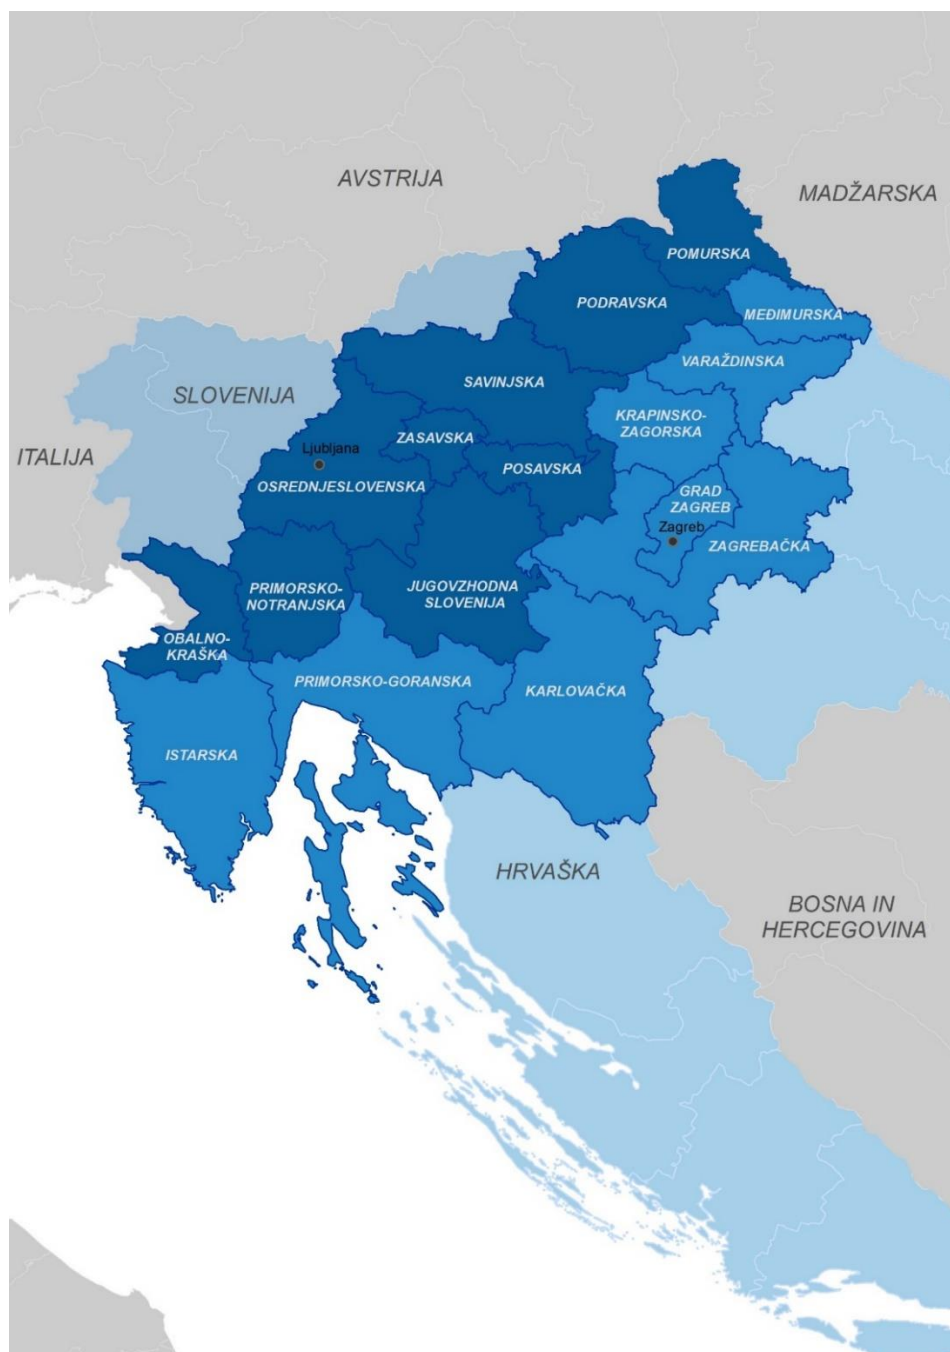 AVSTRIJA
MADŽARSKA
POMURSKA
PODRAVSKA
MEĐIMURSKA
VARAŽDINSKA
SAVINJSKA
SLOVENIJA
KRAPINSKO-
ZAGORSKA
ZASAVSKA
Ljubljana
ITALIJA
POSAVSKA
OSREDNJESLOVENSKA
GRAD
ZAGREB
Zagreb
ZAGREBAČKA
PRIMORSKO-
NOTRANJSKA
JUGOVZHODNA
SLOVENIJA
OBALNO-
KRAŠKA
PRIMORSKO-GORANSKA
KARLOVAČKA
ISTARSKA
HRVAŠKA
BOSNA IN
HERCEGOVINA